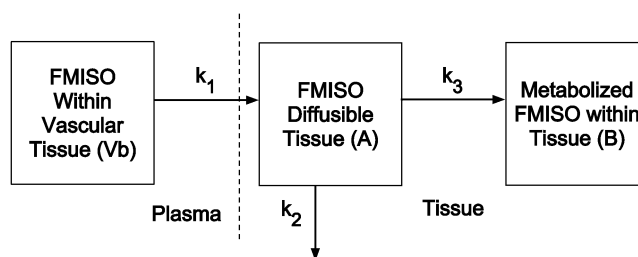 FMISO
Within
Vascular
Tissue (Vb)
k1
FMISO
Diffusible
Tissue (A)
k3
Metabolized
FMISO within
Tissue (B)
Plasma
k2
Tissue